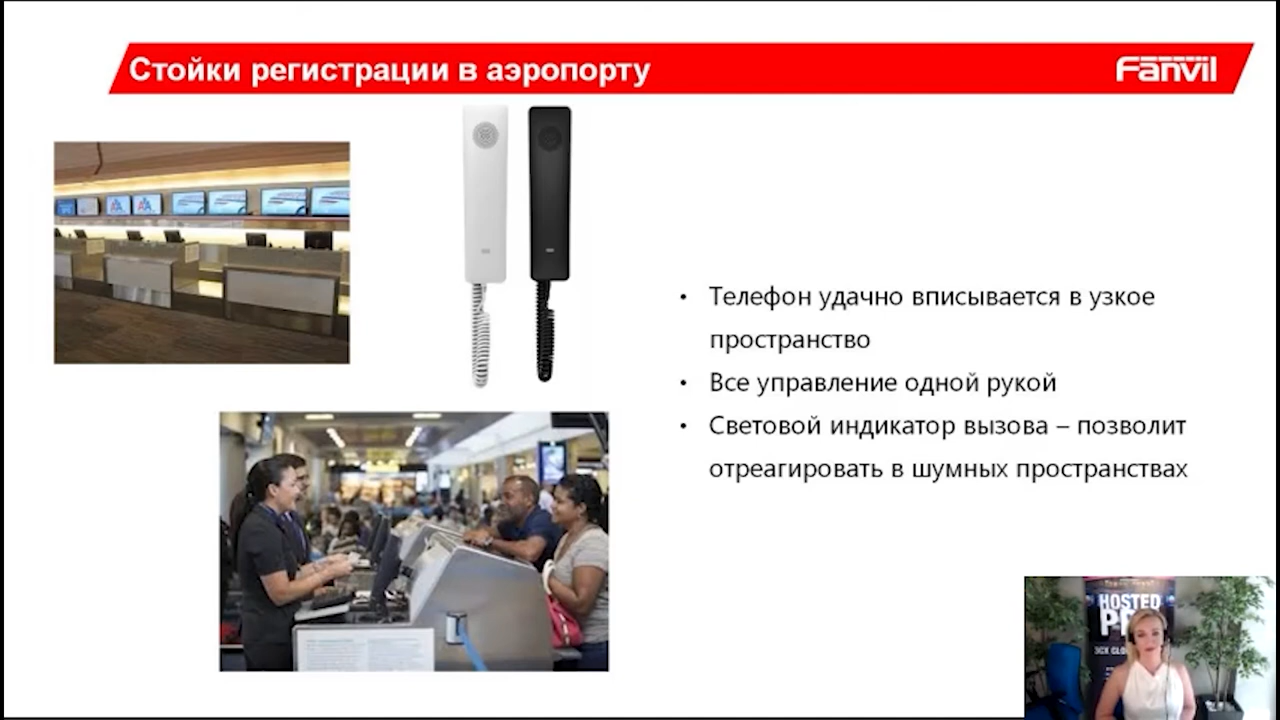 Стойки регистрации в аэропорту
Fanvil
• Телефон удачно вписывается в узкое
пространство
• Все управление одной рукой
• Световой индикатор вызова – позволит
отреагировать в шумных пространствах
HOSTED